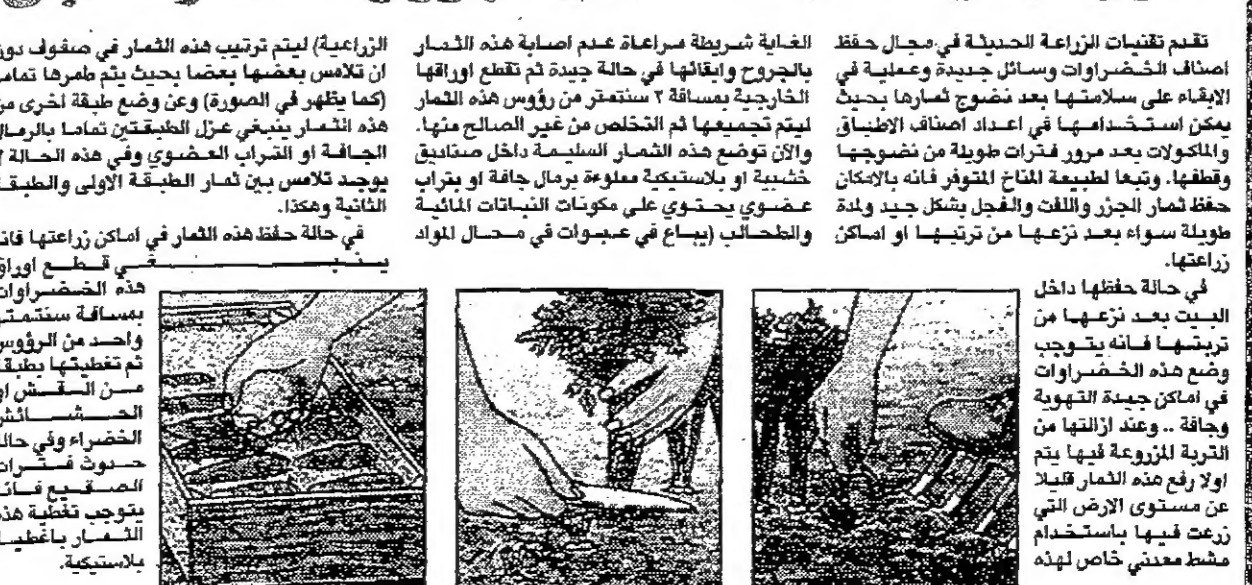 تقدم تقنيات الزراعة الحديثة في مجال حفظ
اصناف الخضراوات وسائل جديدة وعملية في
الابقاء على سلامتها بعد نضوج ثمارها بحيث
يمكن استخدامها في اعداد اصناف الاطباق
والماكولات بعد مرور فترات طويلة من نضوجها
وقطفها. وتبعا لطبيعة المناخ المتوفر فانه بالامكان
حفظ ثمار الجزر واللفت والفجل بشكل جيد ولمدة
طويلة سواء بعد نزعها من تربتها او اماكن
زراعتها.
في حالة حفظها داخل
البيت بعد نزعها من
تربتها فانه يتوجب
وضع هذه الخضراوات
في اماكن جيدة التهوية
وجافة .. وعند ازالتها من
التربة المزروعة فيها يتم
اولا رفع هذه الثمار قليلا
عن مستوى الارض التي
زرعت فيها باستخدام
مشط معدني خاص لهذه
الغاية شريطة مراعاة عدم اصابة هذه الثمار
بالجروح وابقائها في حالة جيدة ثم تقطع اوراقها
الخارجية بمسافة ٢ سنتمتر من رؤوس هذه الثمار
ليتم تجميعها ثم التخلص من غير الصالح منها.
والآن توضع هذه الثمار السليمة داخل صناديق
خشبية او بلاستيكية مملوءة برمال جافة او بتراب
عضوي يحتوي على مكونات النباتات المائية
والطحالب (يباع في عبوات في محال المواد
الزراعية) ليتم ترتيب هذه الثمار في صفوف دون
ان تلامس بعضها بعضا بحيث يتم طمرها تماما
(كما يظهر في الصورة) وعن وضع طبقة اخرى من
هذه الثمار ينبغي عزل الطبقتين تماما بالرمال
الجافة او التراب العضوي وفي هذه الحالة لا
يوجد تلامس بين ثمار الطبقة الاولى والطبقة
الثانية وهكذا.
في حالة حفظ هذه الثمار في اماكن زراعتها فانه
ينبغي قطع اوراق
هذه الخضراوات
بمسافة سنتمتر
واحد من الرؤوس
ثم تغطيتها بطبقة
من القش او
الحشائش
الخضراء وفي حالة
حدوث فترات
الصقيع فانه
يتوجب تغطية هذه
الثمار باغطية
بلاستيكية.